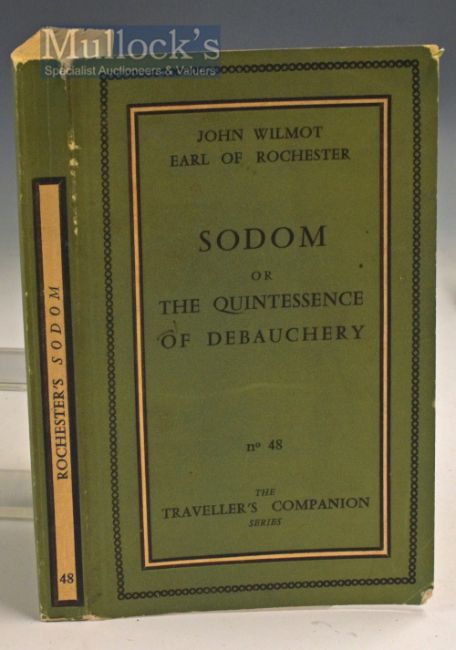 Mullock's
Specialist Auctioneers & Valuers
JOHN WILMOT
EARL OF ROCHESTER
SODOM
OR
THE QUINTESSENCE
OF DEBAUCHERY
nº 48
THE
TRAVELLER'S COMPANION
SERIES
ROCHESTER'S SODOM
48